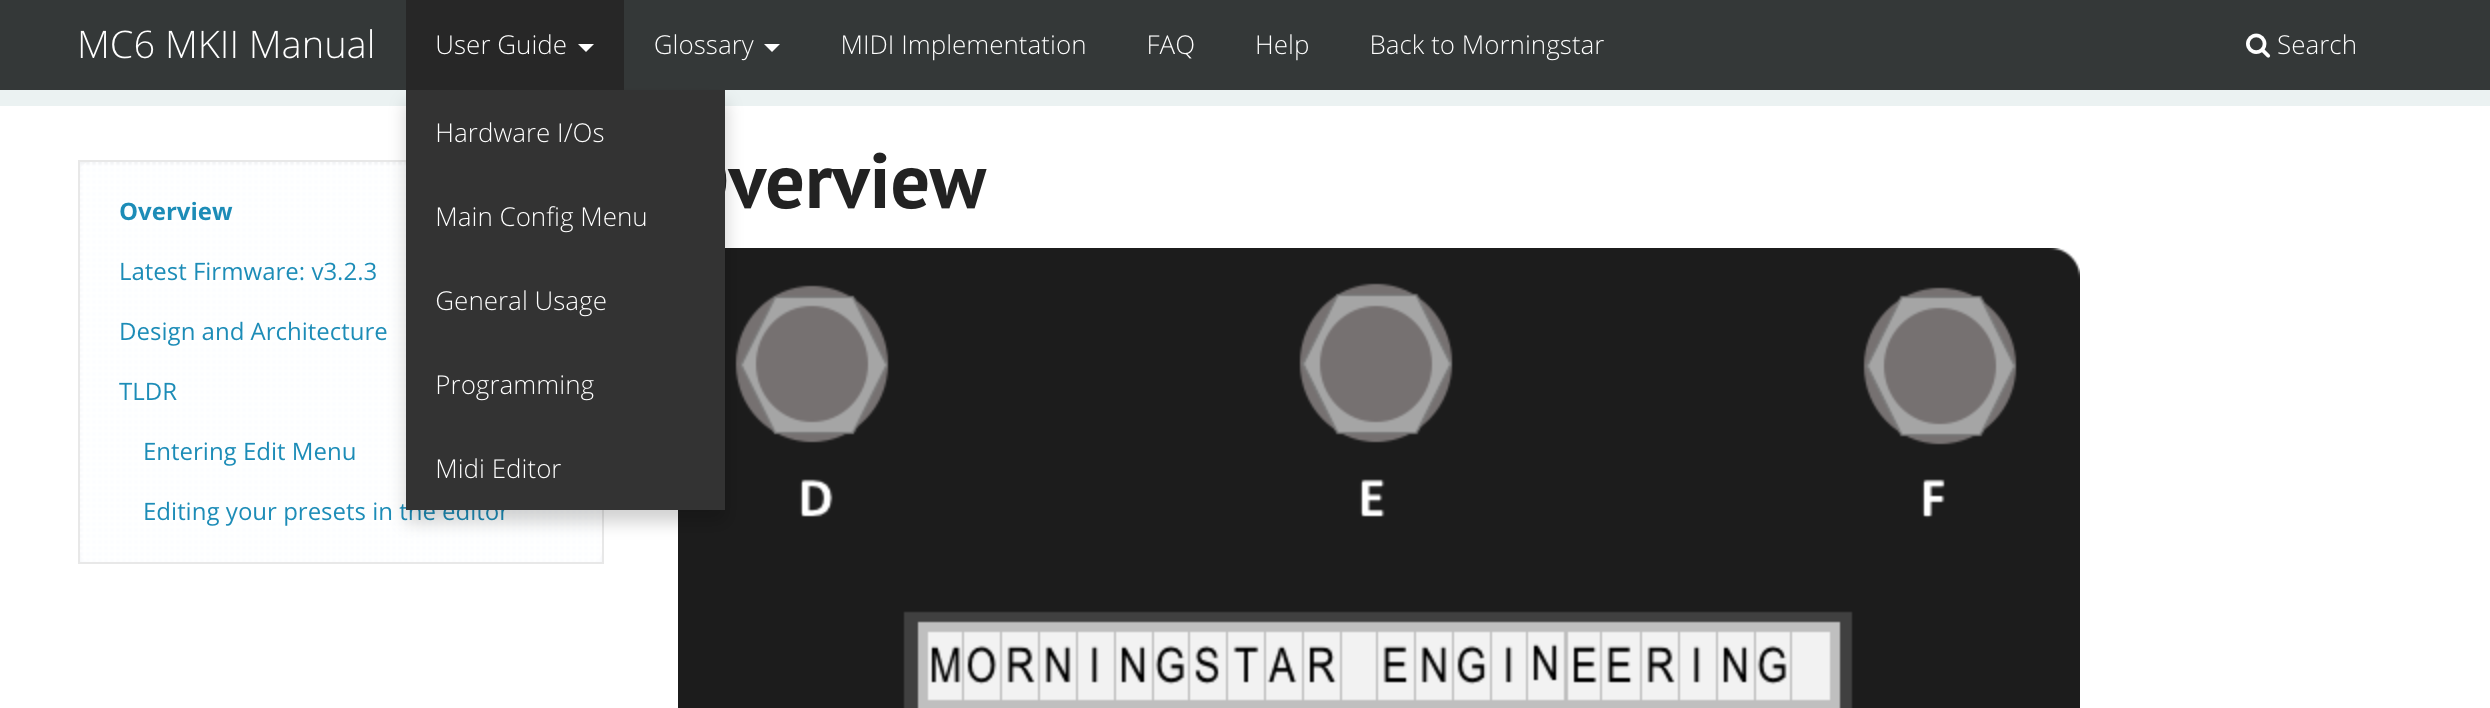 MC6 MKII Manual
User Guide
Glossary
MIDI Implementation
FAQ
Help
Back to Morningstar
Search
Hardware I/Os
Main Config Menu
General Usage
Programming
Midi Editor
Overview
Latest Firmware: v3.2.3
Design and Architecture
TLDR
Entering Edit Menu
Editing your presets in the editor
verview
D
E
F
MORNINGSTAR ENGINEERING